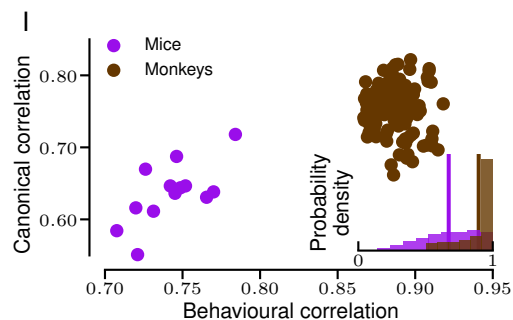 l
Mice
Monkeys
Canonical correlation
0.80
0.70
0.60
Probability
density
0 1
0.70 0.75 0.80 0.85 0.90 0.95
Behavioural correlation